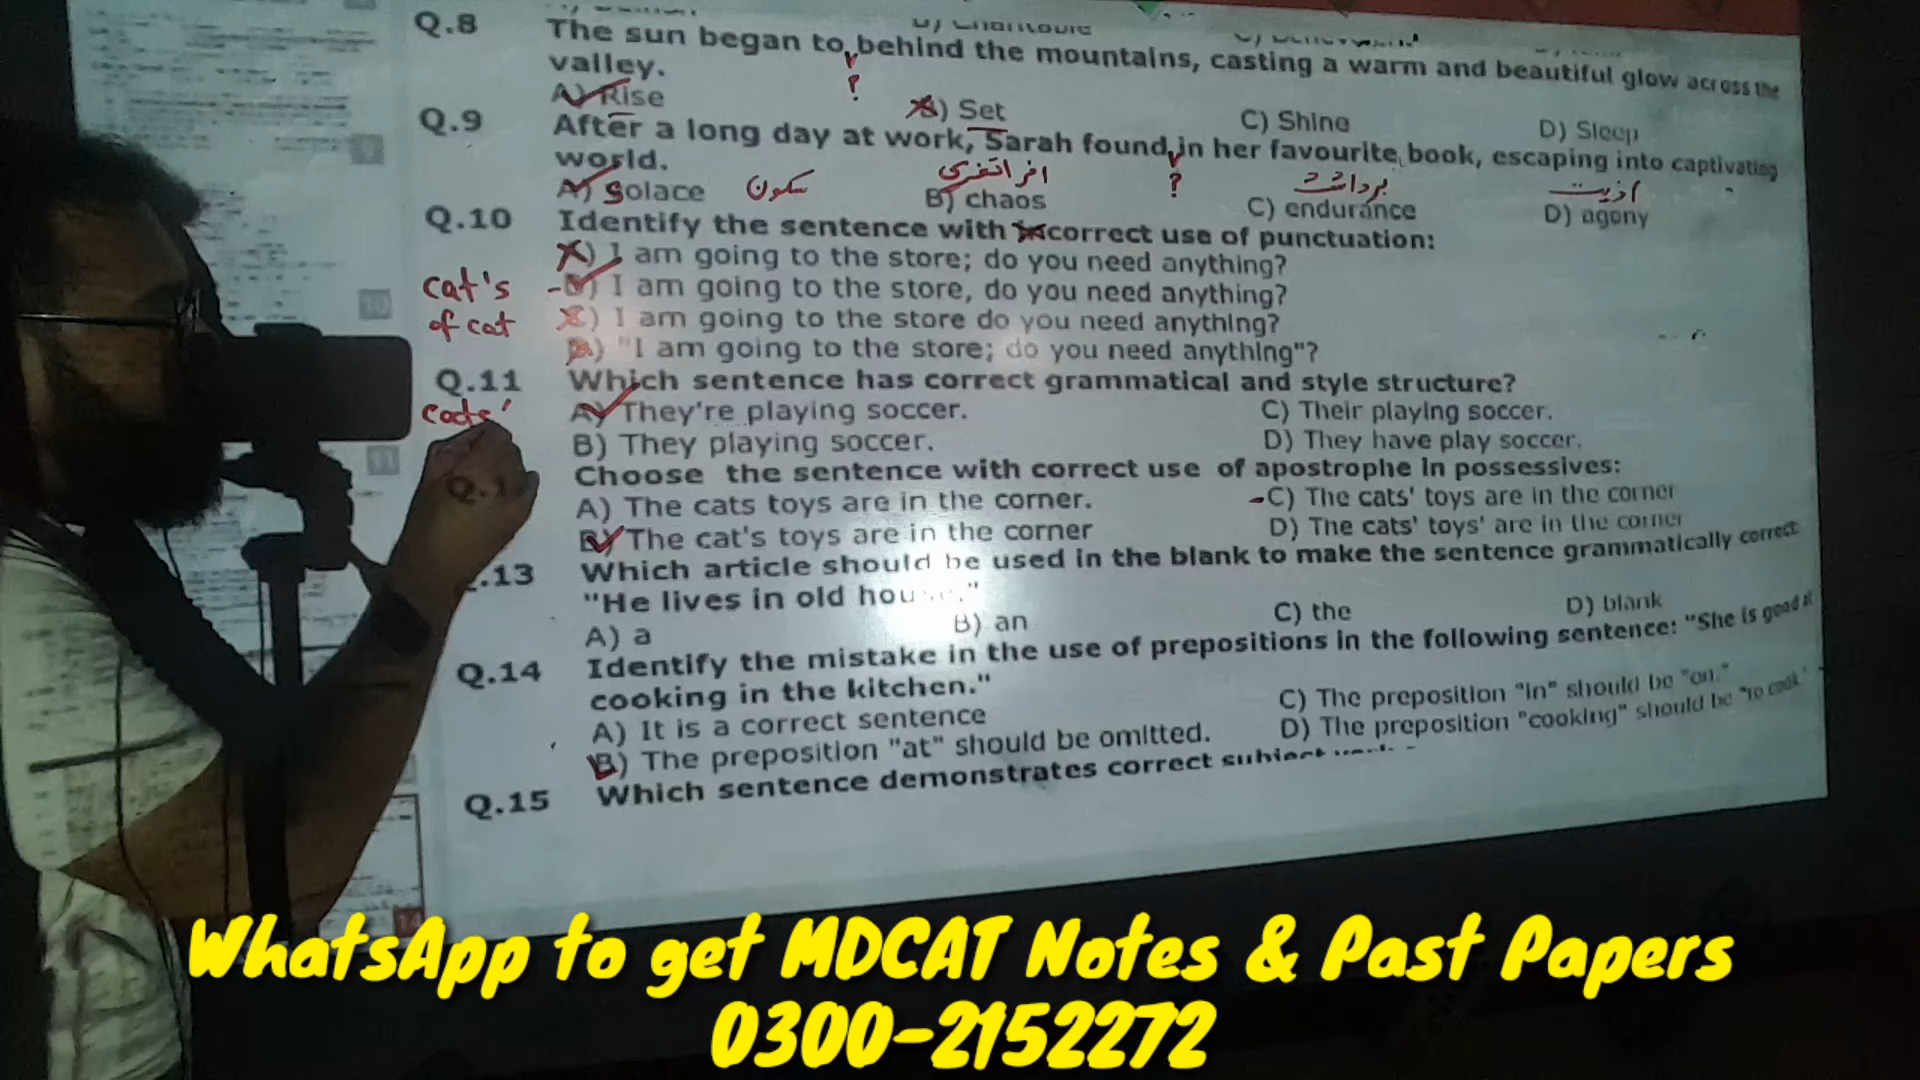 Q.8 The sun began to behind the mountains, casting a warm and beautiful glow across the
valley.
?
A) Rise B) Set C) Shine D) Sleep
Q.9 After a long day at work, Sarah found in her favourite book, escaping into captivating
world.
?
A) Solace سکون B) chaos افراتفری C) endurance برداشت D) agony اذیت
Q.10 Identify the sentence with incorrect use of punctuation:
A) I am going to the store; do you need anything?
cat's B) I am going to the store, do you need anything?
of cat C) I am going to the store do you need anything?
D) "I am going to the store; do you need anything"?
Q.11 Which sentence has correct grammatical and style structure?
A) They're playing soccer. C) Their playing soccer.
B) They playing soccer. D) They have play soccer.
Choose the sentence with correct use of apostrophe in possessives:
A) The cats toys are in the corner. C) The cats' toys are in the corner
B) The cat's toys are in the corner D) The cats' toys' are in the corner
.13 Which article should be used in the blank to make the sentence grammatically correct
"He lives in old
A) a B) an C) the D) blank
Q.14 Identify the mistake in the use of prepositions in the following sentence: "She is good at
cooking in the kitchen."
A) It is a correct sentence C) The preposition "in" should be "on."
B) The preposition "at" should be omitted. D) The preposition "cooking" should be "to cook"
Q.15 Which sentence demonstrates correct
WhatsApp to get MDCAT Notes & Past Papers
0300-2152272